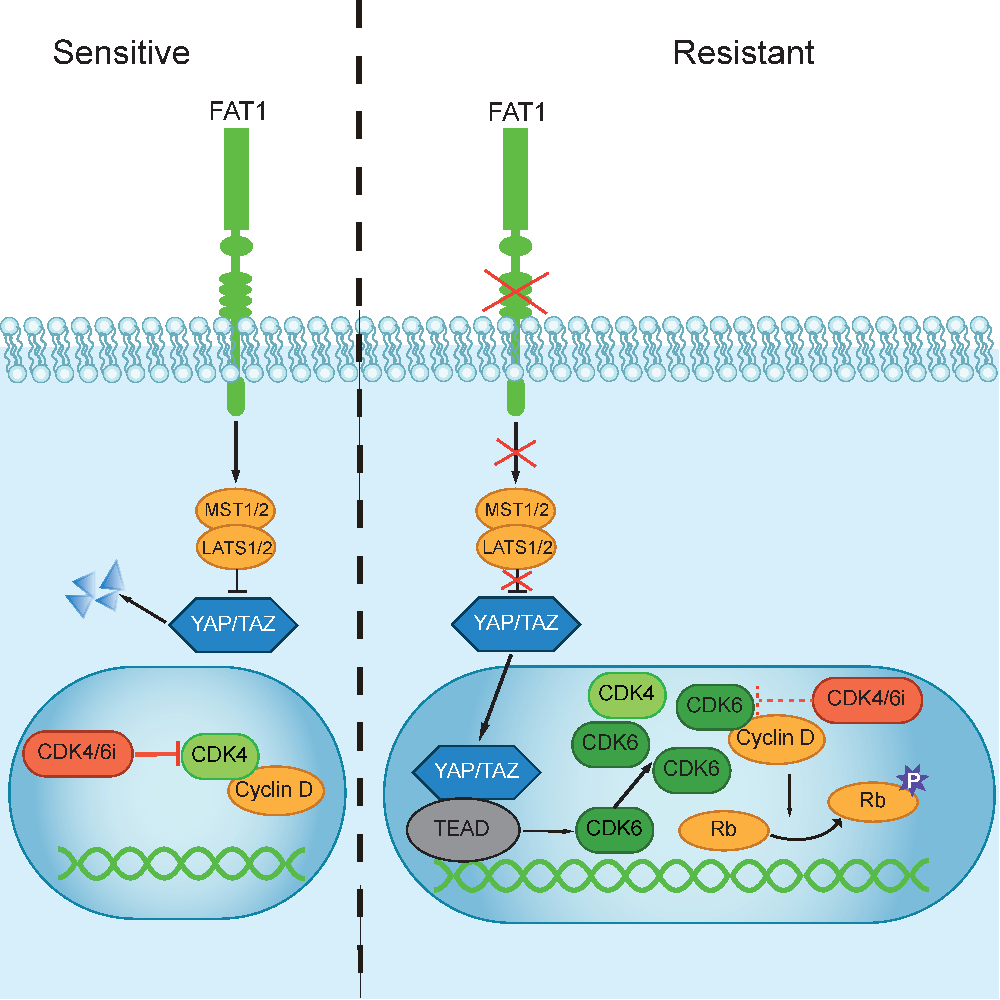 Sensitive
FAT1
MST1/2
LATS1/2
YAP/TAZ
CDK4/6i
CDK4
Cyclin D
Resistant
FAT1
MST1/2
LATS1/2
YAP/TAZ
CDK4
CDK6
CDK4/6i
CDK6
Cyclin D
YAP/TAZ
CDK6
P
TEAD
CDK6
Rb
Rb